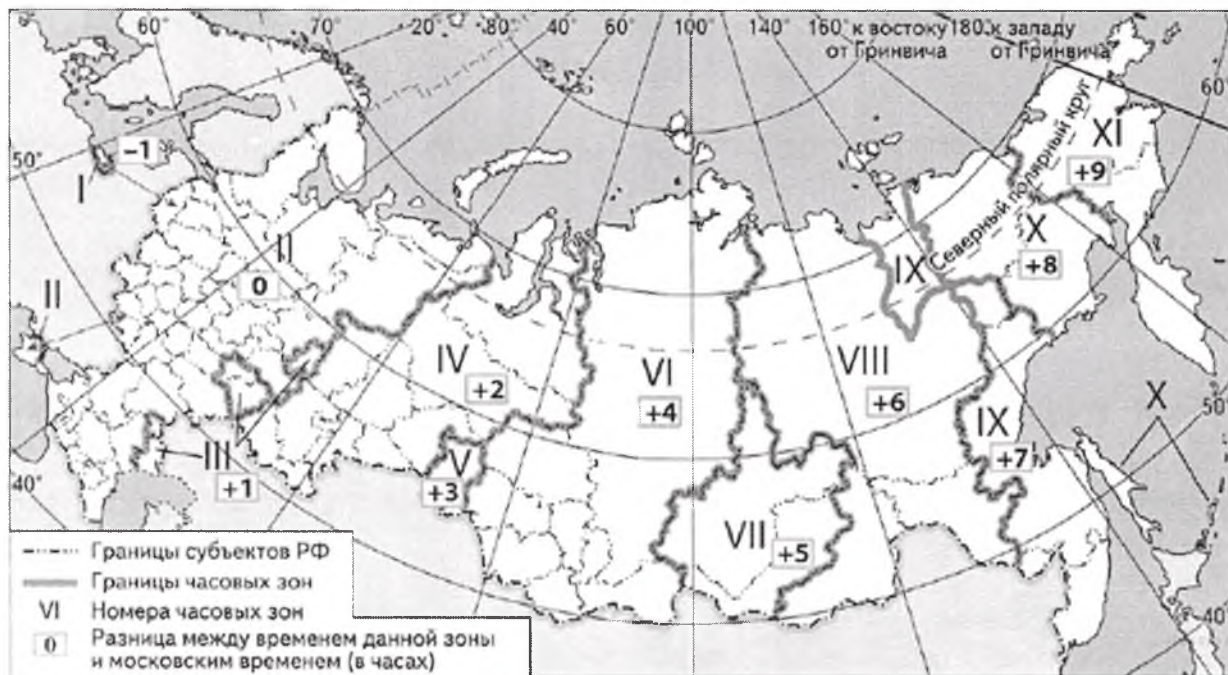 60°
70°
80°
100°
140°
160° к востоку
от Гринвича
180° к западу
от Гринвича
60°
50°
−1
I
II
0
II
40°
III
+1
IV
+2
V
+3
VI
+4
VII
+5
VIII
+6
IX
IX
+7
X
+8
XI
+9
X
Северный полярный круг
50°
40°
Границы субъектов РФ
Границы часовых зон
VI Номера часовых зон
0 Разница между временем данной зоны
и московским временем (в часах)